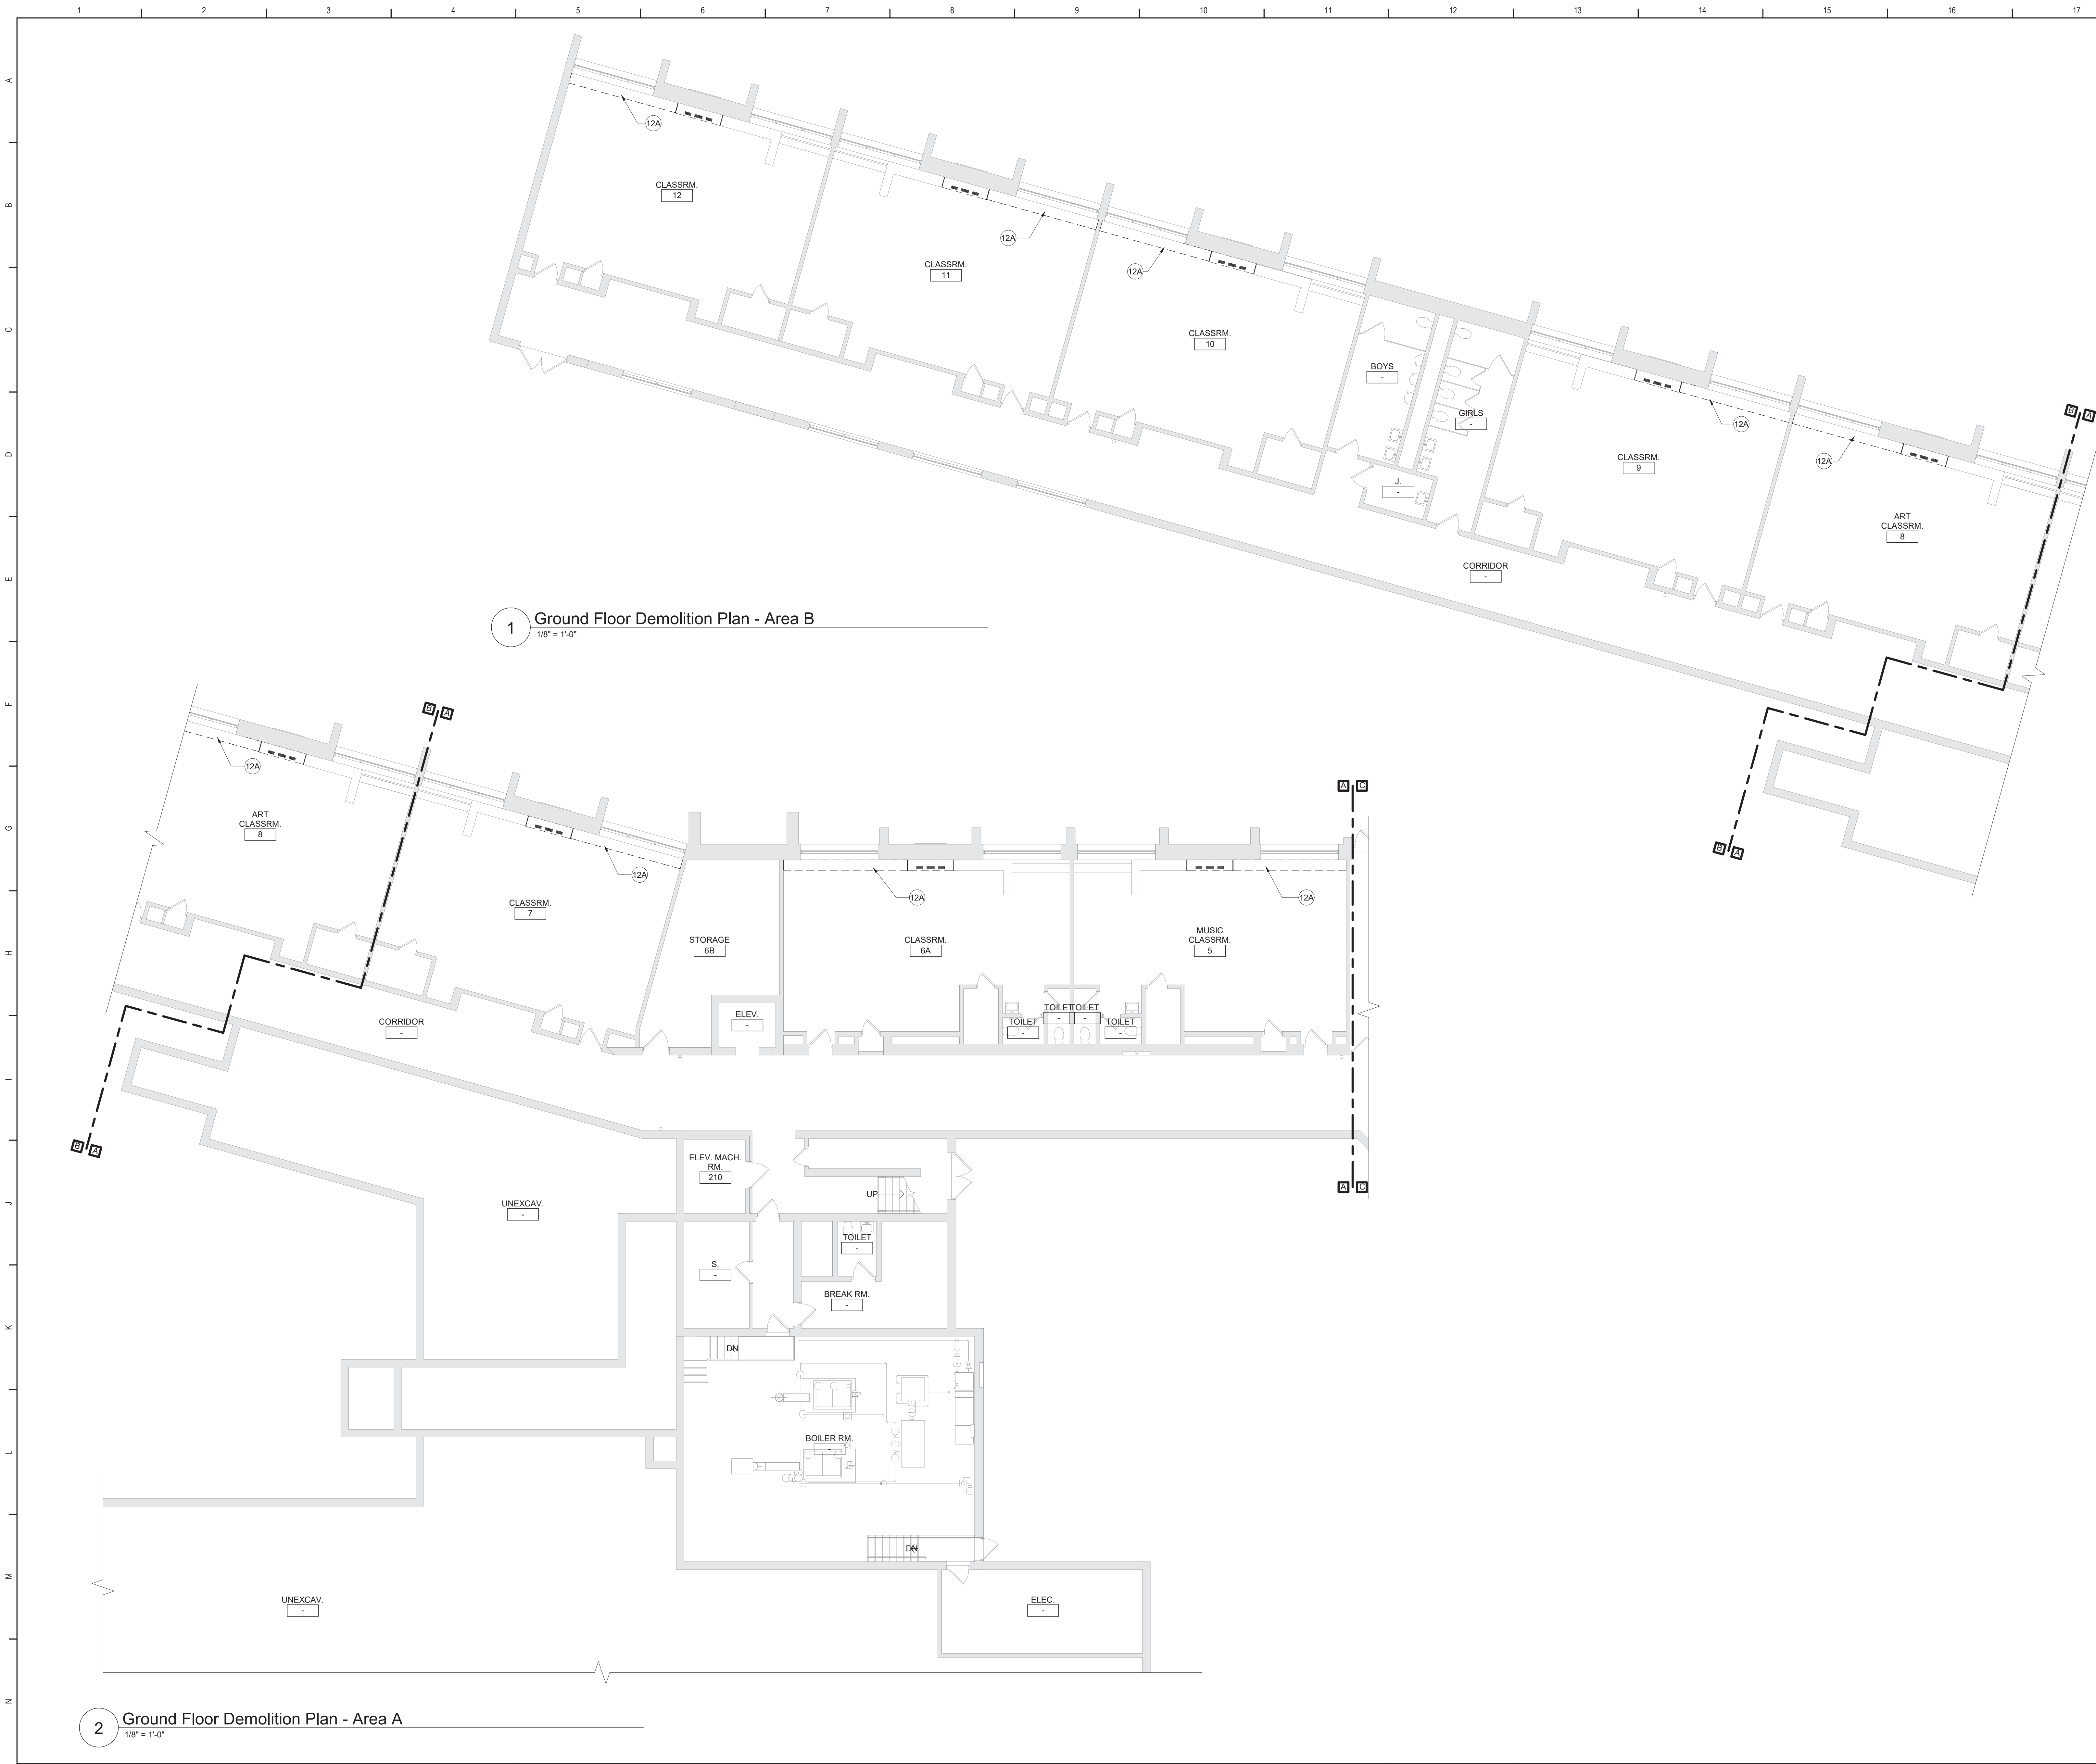 1 2 3 4 5 6 7 8 9 10 11 12 13 14 15 16 17
A
B
C
D
E
F
G
H
I
J
K
L
M
N
12A
CLASSRM.
12
12A
CLASSRM.
11
12A
CLASSRM.
10
BOYS
-
GIRLS
-
J.
-
CLASSRM.
9
12A
12A
ART
CLASSRM.
8
CORRIDOR
-
B A
B A
1
Ground Floor Demolition Plan - Area B
1/8" = 1'-0"
B A
12A
ART
CLASSRM.
8
12A
CLASSRM.
7
A C
12A
12A
STORAGE
6B
CLASSRM.
6A
MUSIC
CLASSRM.
5
ELEV.
-
TOILET
-
TOILET
-
TOILET
-
TOILET
-
CORRIDOR
-
B A
A C
ELEV. MACH.
RM.
210
UP
UNEXCAV.
-
TOILET
-
S.
-
BREAK RM.
-
DN
BOILER RM.
-
DN
UNEXCAV.
-
ELEC.
-
2
Ground Floor Demolition Plan - Area A
1/8" = 1'-0"